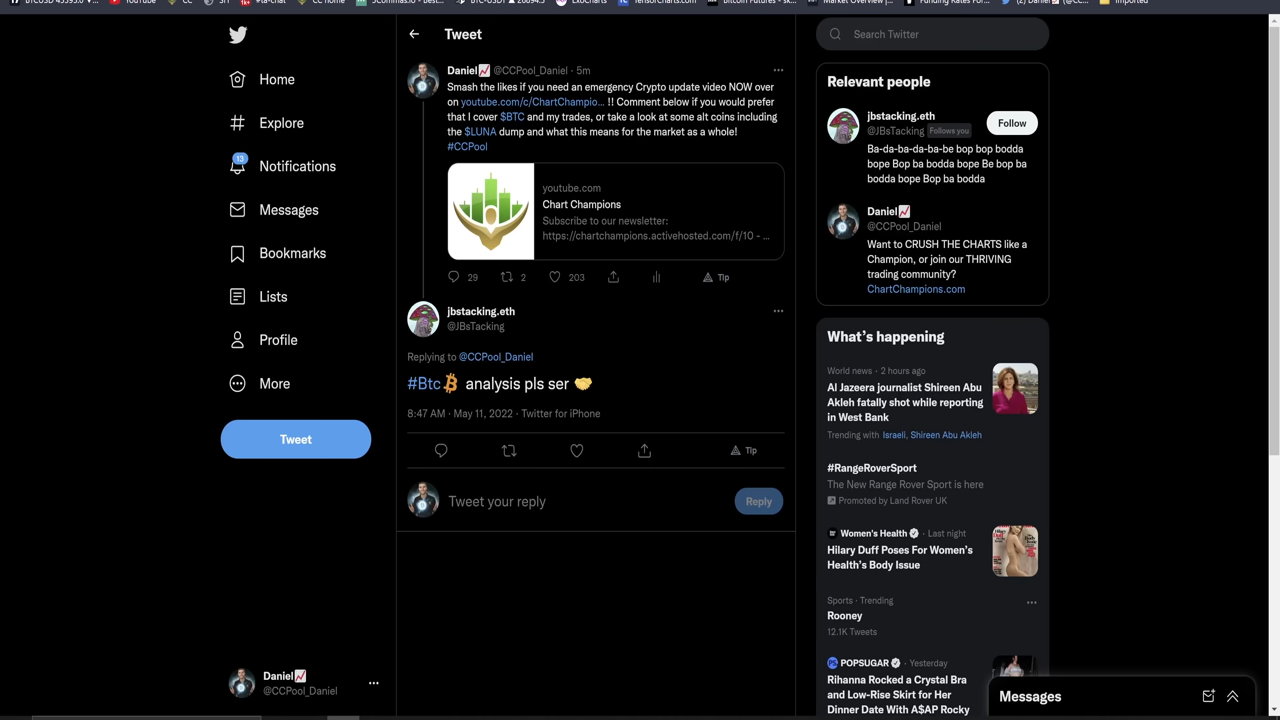 YouTube
CC
CC home
Imported
Home
Explore
13
Notifications
Messages
Bookmarks
Lists
Profile
More
Tweet
Daniel📈
@CCPool_Daniel
Tweet
Daniel📈 @CCPool_Daniel · 5m
Smash the likes if you need an emergency Crypto update video NOW over
on youtube.com/c/ChartChampio… !! Comment below if you would prefer
that I cover $BTC and my trades, or take a look at some alt coins including
the $LUNA dump and what this means for the market as a whole!
#CCPool
youtube.com
Chart Champions
Subscribe to our newsletter:
https://chartchampions.activehosted.com/f/10 - ...
29 2 203 Tip
jbstacking.eth
@JBsTacking
Replying to @CCPool_Daniel
#Btc analysis pls ser 🤝
8:47 AM · May 11, 2022 · Twitter for iPhone
Tip
Tweet your reply
Reply
Search Twitter
Relevant people
jbstacking.eth
@JBsTacking Follows you
Follow
Ba-da-ba-da-ba-be bop bop bodda
bope Bop ba bodda bope Be bop ba
bodda bope Bop ba bodda
Daniel📈
@CCPool_Daniel
Want to CRUSH THE CHARTS like a
Champion, or join our THRIVING
trading community?
ChartChampions.com
What's happening
World news · 2 hours ago
Al Jazeera journalist Shireen Abu
Akleh fatally shot while reporting
in West Bank
Trending with Israeli, Shireen Abu Akleh
#RangeRoverSport
The New Range Rover Sport is here
Promoted by Land Rover UK
Women's Health · Last night
Hilary Duff Poses For Women's
Health's Body Issue
Sports · Trending
Rooney
12.1K Tweets
POPSUGAR · Yesterday
Rihanna Rocked a Crystal Bra
and Low-Rise Skirt for Her
Dinner Date With A$AP Rocky
Messages